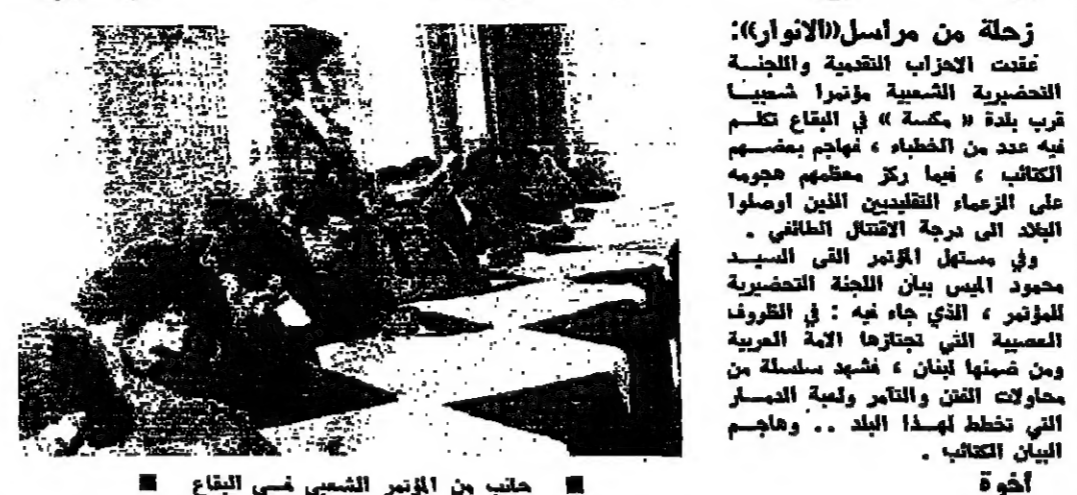 زحلة من مراسل«الانوار»:
عقدت الاحزاب التقدمية واللجنة
التحضيرية الشعبية مؤتمرا شعبيا
قرب بلدة « مكسة » في البقاع تكلم
فيه عدد من الخطباء ، فهاجم بعضهم
الكتائب ، فيما ركز معظمهم هجومه
على الزعماء التقليديين الذين اوصلوا
البلاد الى درجة الاقتتال الطائفي .
وفي مستهل المؤتمر القى السيد
محمود الميس بيان اللجنة التحضيرية
للمؤتمر ، الذي جاء فيه : في الظروف
العصيبة التي تجتازها الامة العربية
ومن ضمنها لبنان ، فشهد سلسلة من
محاولات الفتن والتآمر ولعبة الدمار
التي تخطط لهذا البلد .. وهاجم
البيان الكتائب .
أخوة
■ جانب من المؤتمر الشعبي في البقاع ■